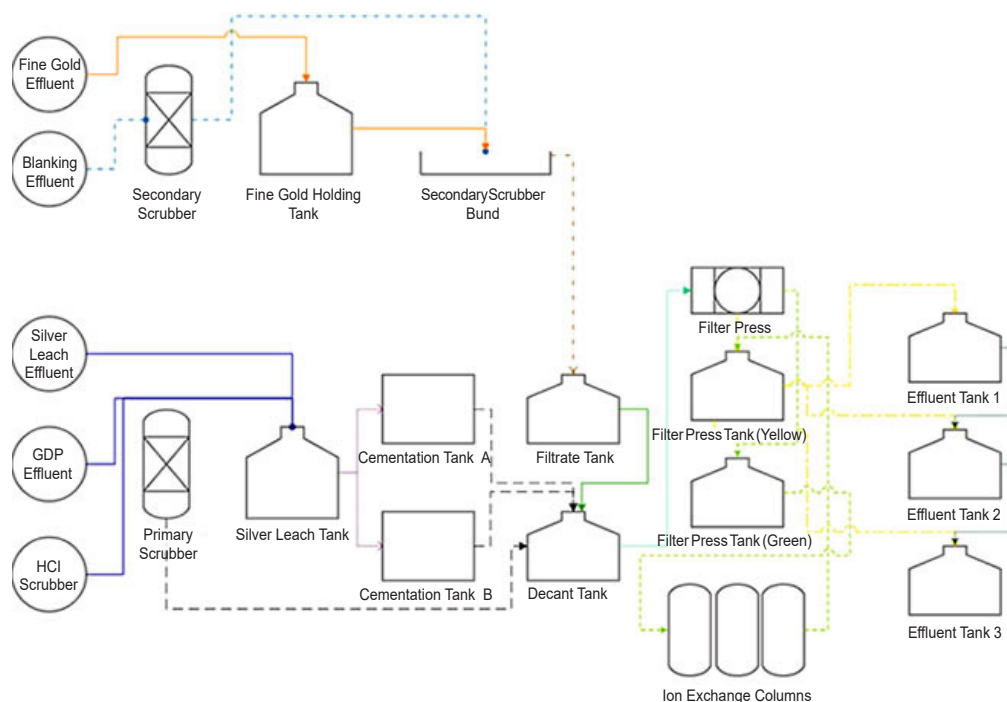 Fine Gold
Effluent
Blanking
Effluent
Secondary
Scrubber
Fine Gold Holding
Tank
SecondaryScrubber
Bund
Silver
Leach
Effluent
GDP
Effluent
HCl
Scrubber
Primary
Scrubber
Silver Leach Tank
Cementation Tank A
Cementation Tank B
Filtrate Tank
Decant Tank
Filter Press
Filter Press Tank (Yellow)
Filter Press Tank (Green)
Ion Exchange Columns
Effluent Tank 1
Effluent Tank 2
Effluent Tank 3